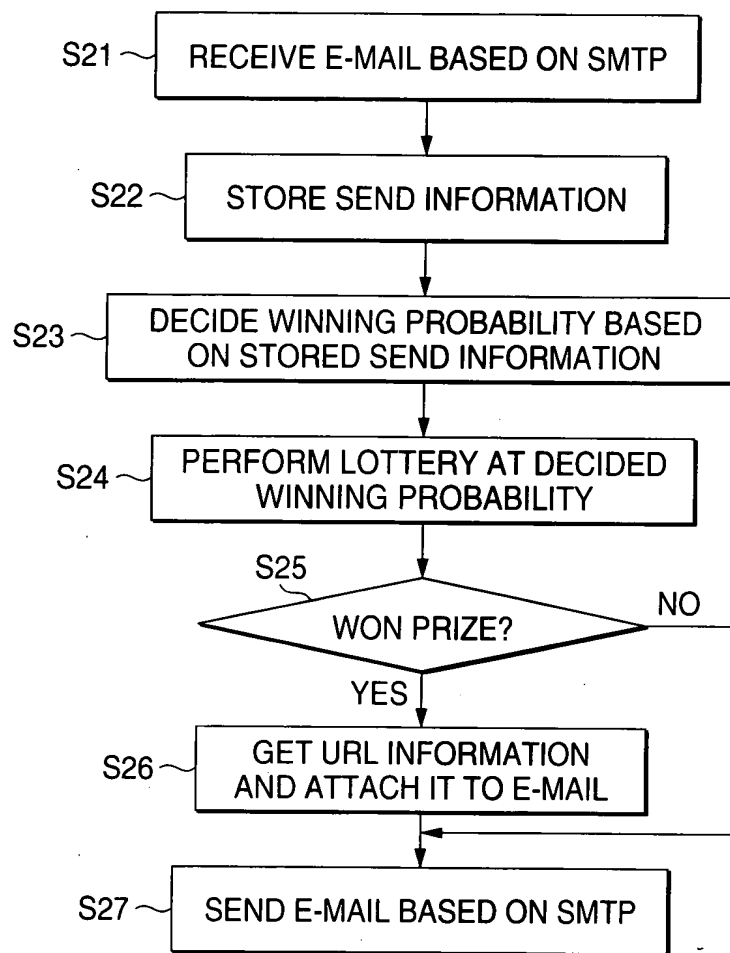 S21
RECEIVE E-MAIL BASED ON SMTP
S22
STORE SEND INFORMATION
S23
DECIDE WINNING PROBABILITY BASED
ON STORED SEND INFORMATION
S24
PERFORM LOTTERY AT DECIDED
WINNING PROBABILITY
S25
WON PRIZE?
NO
YES
S26
GET URL INFORMATION
AND ATTACH IT TO E-MAIL
S27
SEND E-MAIL BASED ON SMTP